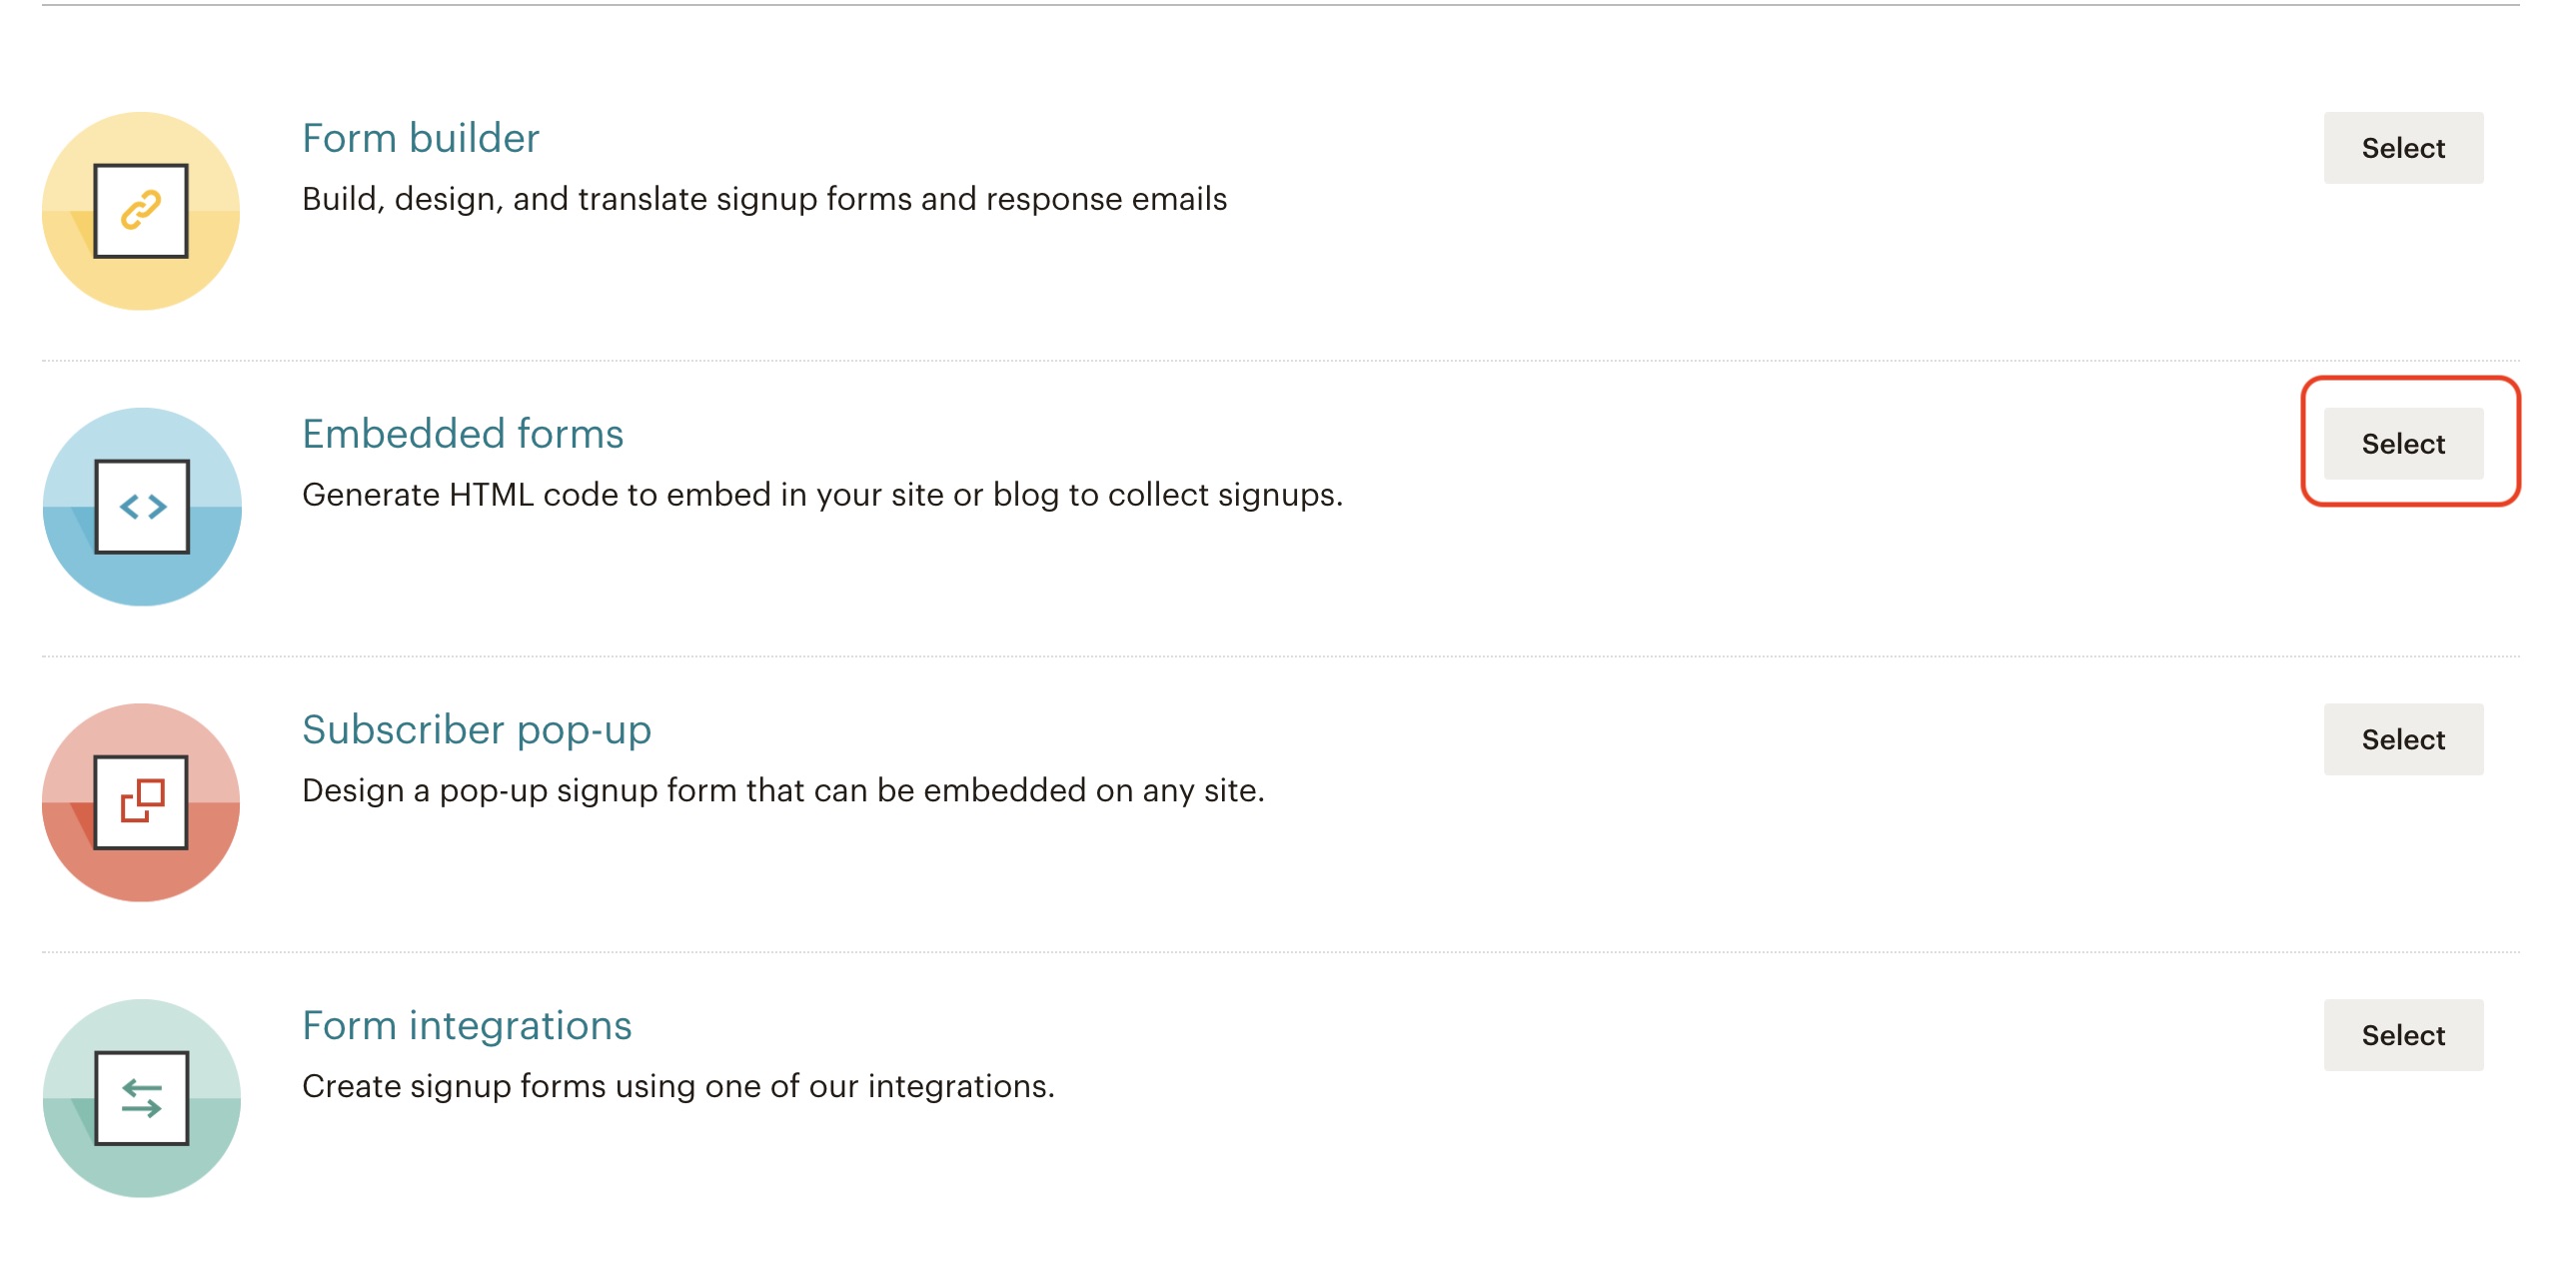 Form builder
Select
Build, design, and translate signup forms and response emails
Embedded forms
Select
Generate HTML code to embed in your site or blog to collect signups.
Subscriber pop-up
Select
Design a pop-up signup form that can be embedded on any site.
Form integrations
Select
Create signup forms using one of our integrations.